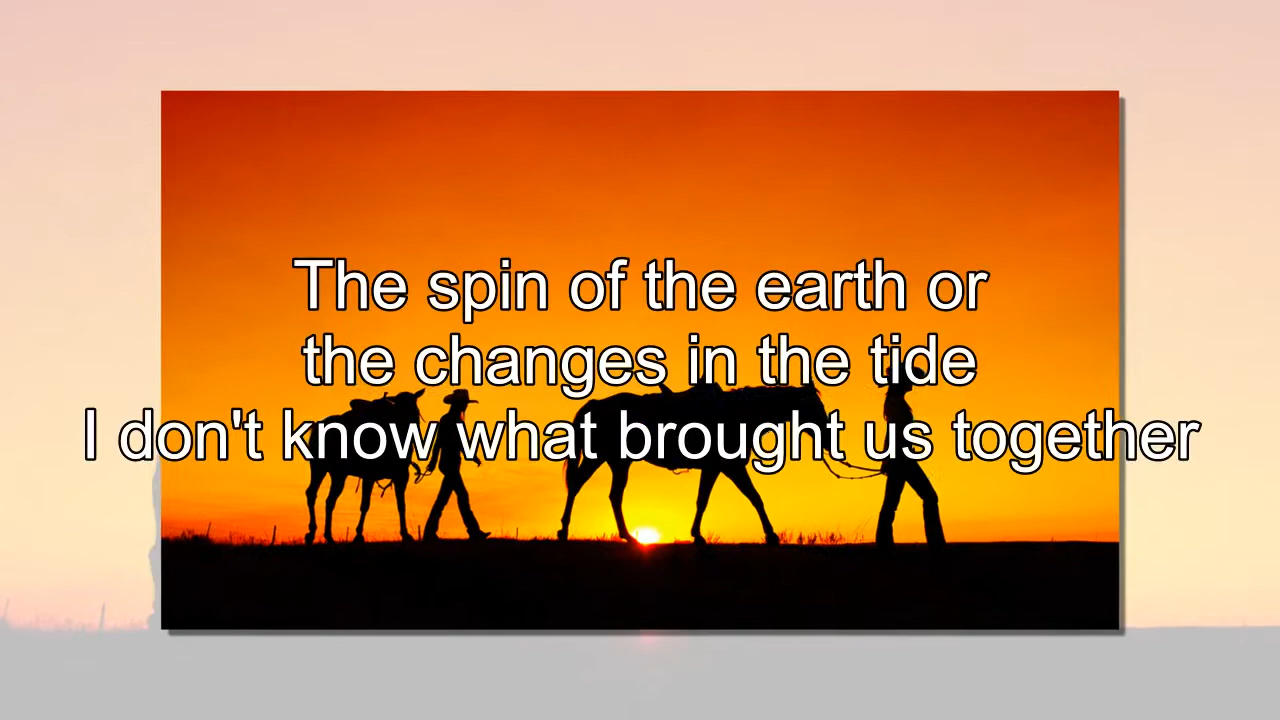 The spin of the earth or
the changes in the tide
I don't know what brought us together